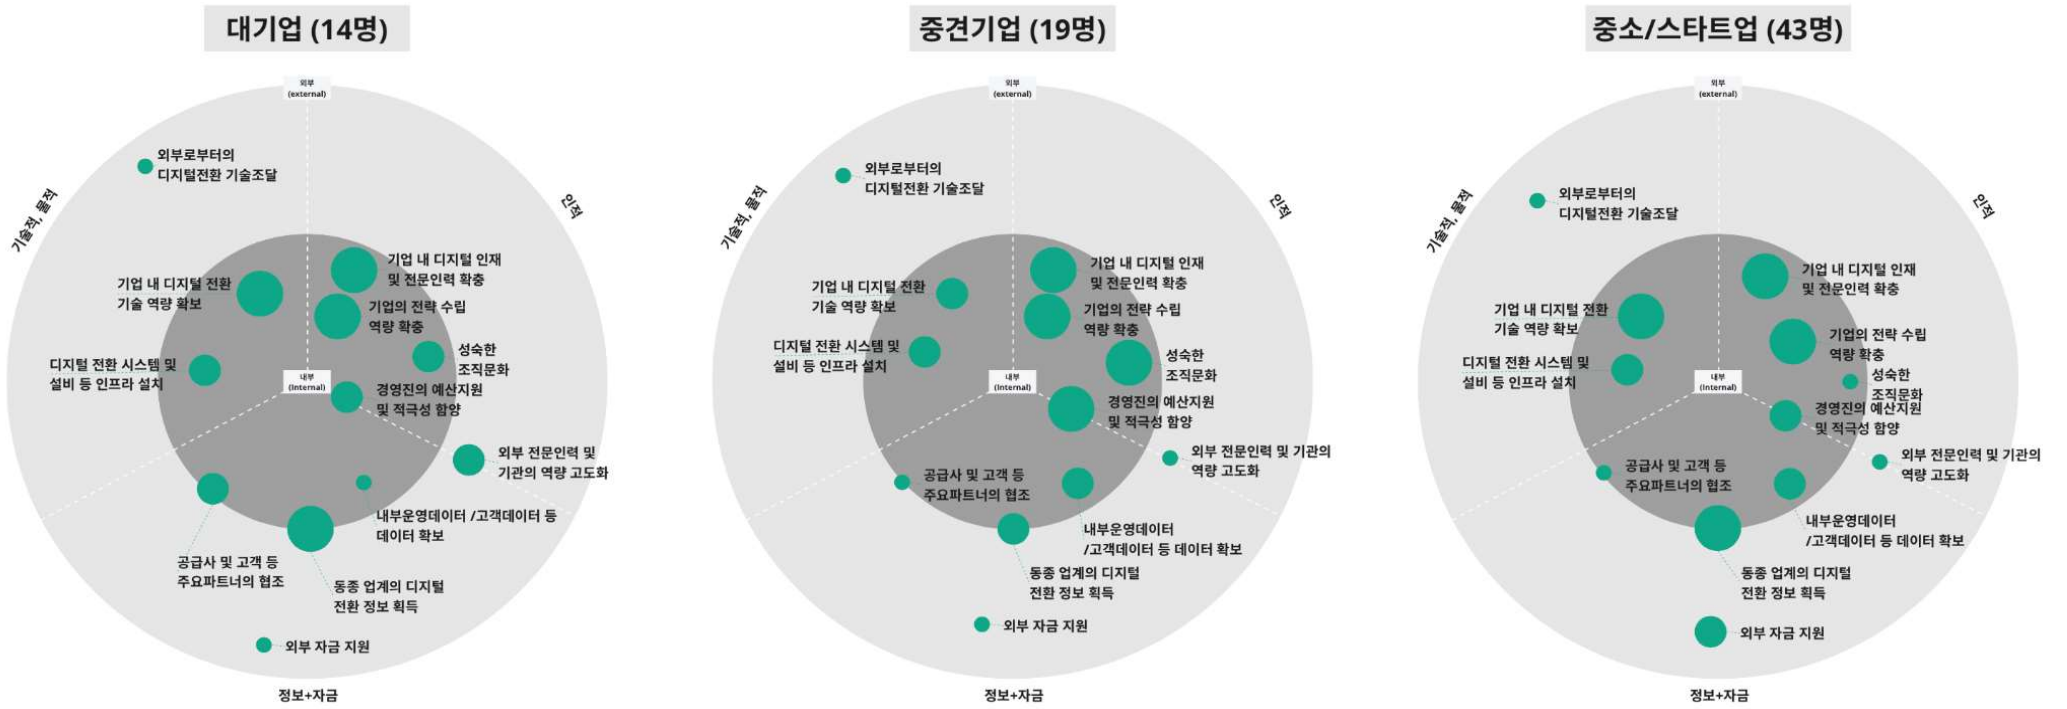 대기업 (14명)
외부
(external)
외부로부터의
디지털전환 기술조달
기술적, 물적
인적
기업 내 디지털 인재
및 전문인력 확충
기업 내 디지털 전환
기술 역량 확보
기업의 전략 수립
역량 확충
성숙한
조직문화
디지털 전환 시스템 및
설비 등 인프라 설치
내부
(Internal)
경영진의 예산지원
및 적극성 함양
외부 전문인력 및
기관의 역량 고도화
내부운영데이터 /고객데이터 등
데이터 확보
공급사 및 고객 등
주요파트너의 협조
동종 업계의 디지털
전환 정보 획득
외부 자금 지원
정보+자금
중견기업 (19명)
외부
(external)
외부로부터의
디지털전환 기술조달
기술적, 물적
인적
기업 내 디지털 인재
및 전문인력 확충
기업 내 디지털 전환
기술 역량 확보
기업의 전략 수립
역량 확충
디지털 전환 시스템 및
설비 등 인프라 설치
성숙한
조직문화
내부
(Internal)
경영진의 예산지원
및 적극성 함양
외부 전문인력 및 기관의
역량 고도화
공급사 및 고객 등
주요파트너의 협조
내부운영데이터
/고객데이터 등 데이터 확보
동종 업계의 디지털
전환 정보 획득
외부 자금 지원
정보+자금
중소/스타트업 (43명)
외부
(external)
외부로부터의
디지털전환 기술조달
기술적, 물적
인적
기업 내 디지털 인재
및 전문인력 확충
기업 내 디지털 전환
기술 역량 확보
기업의 전략 수립
역량 확충
디지털 전환 시스템 및
설비 등 인프라 설치
내부
(Internal)
성숙한
조직문화
경영진의 예산지원
및 적극성 함양
외부 전문인력 및 기관의
역량 고도화
공급사 및 고객 등
주요파트너의 협조
내부운영데이터
/고객데이터 등 데이터 확보
동종 업계의 디지털
전환 정보 획득
외부 자금 지원
정보+자금